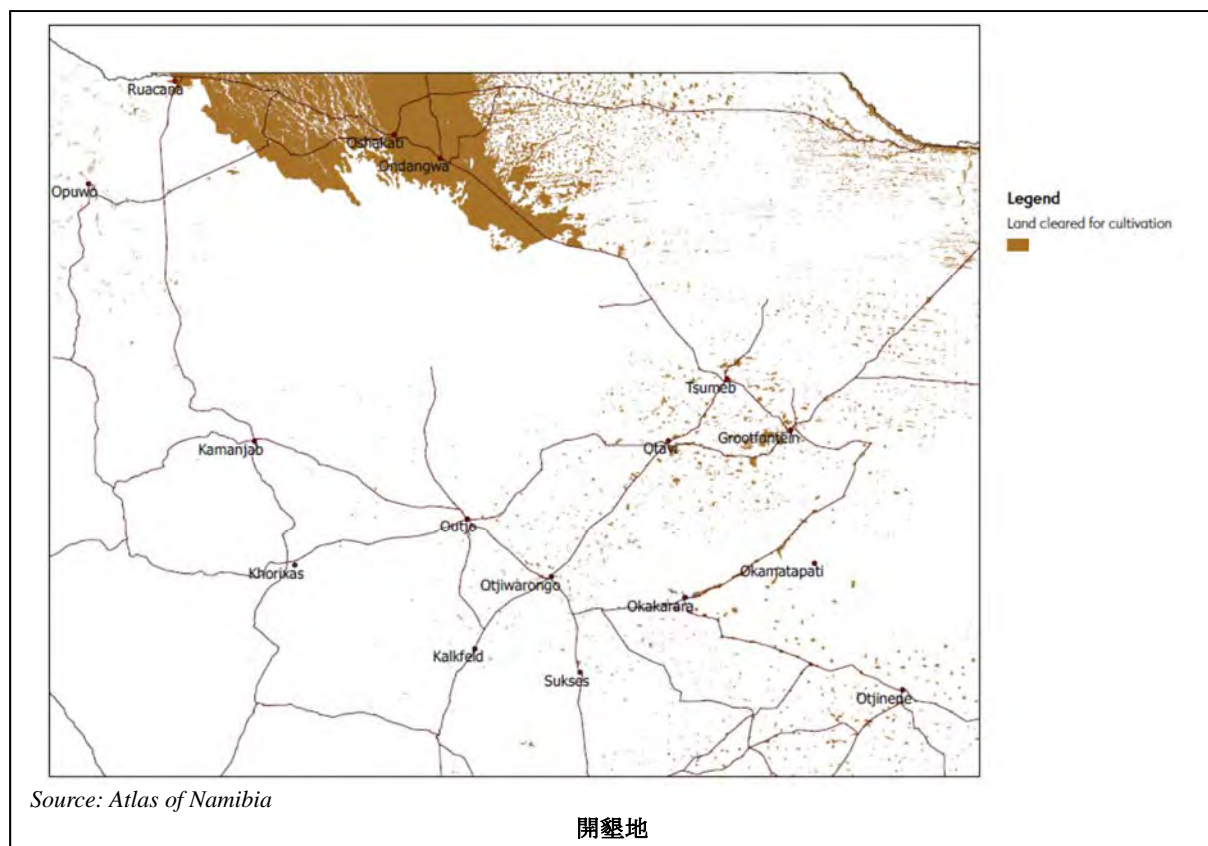 Ruacana
Oshakati
Ondangwa
Opuwo
Legend
Land cleared for cultivation
Tsumeb
Grootfontein
Otavi
Kamanjab
Outjo
Khorixas
Otjiwarongo
Okamatapati
Okakarara
Kalkfeld
Sukses
Otjinene
Source: Atlas of Namibia
開墾地